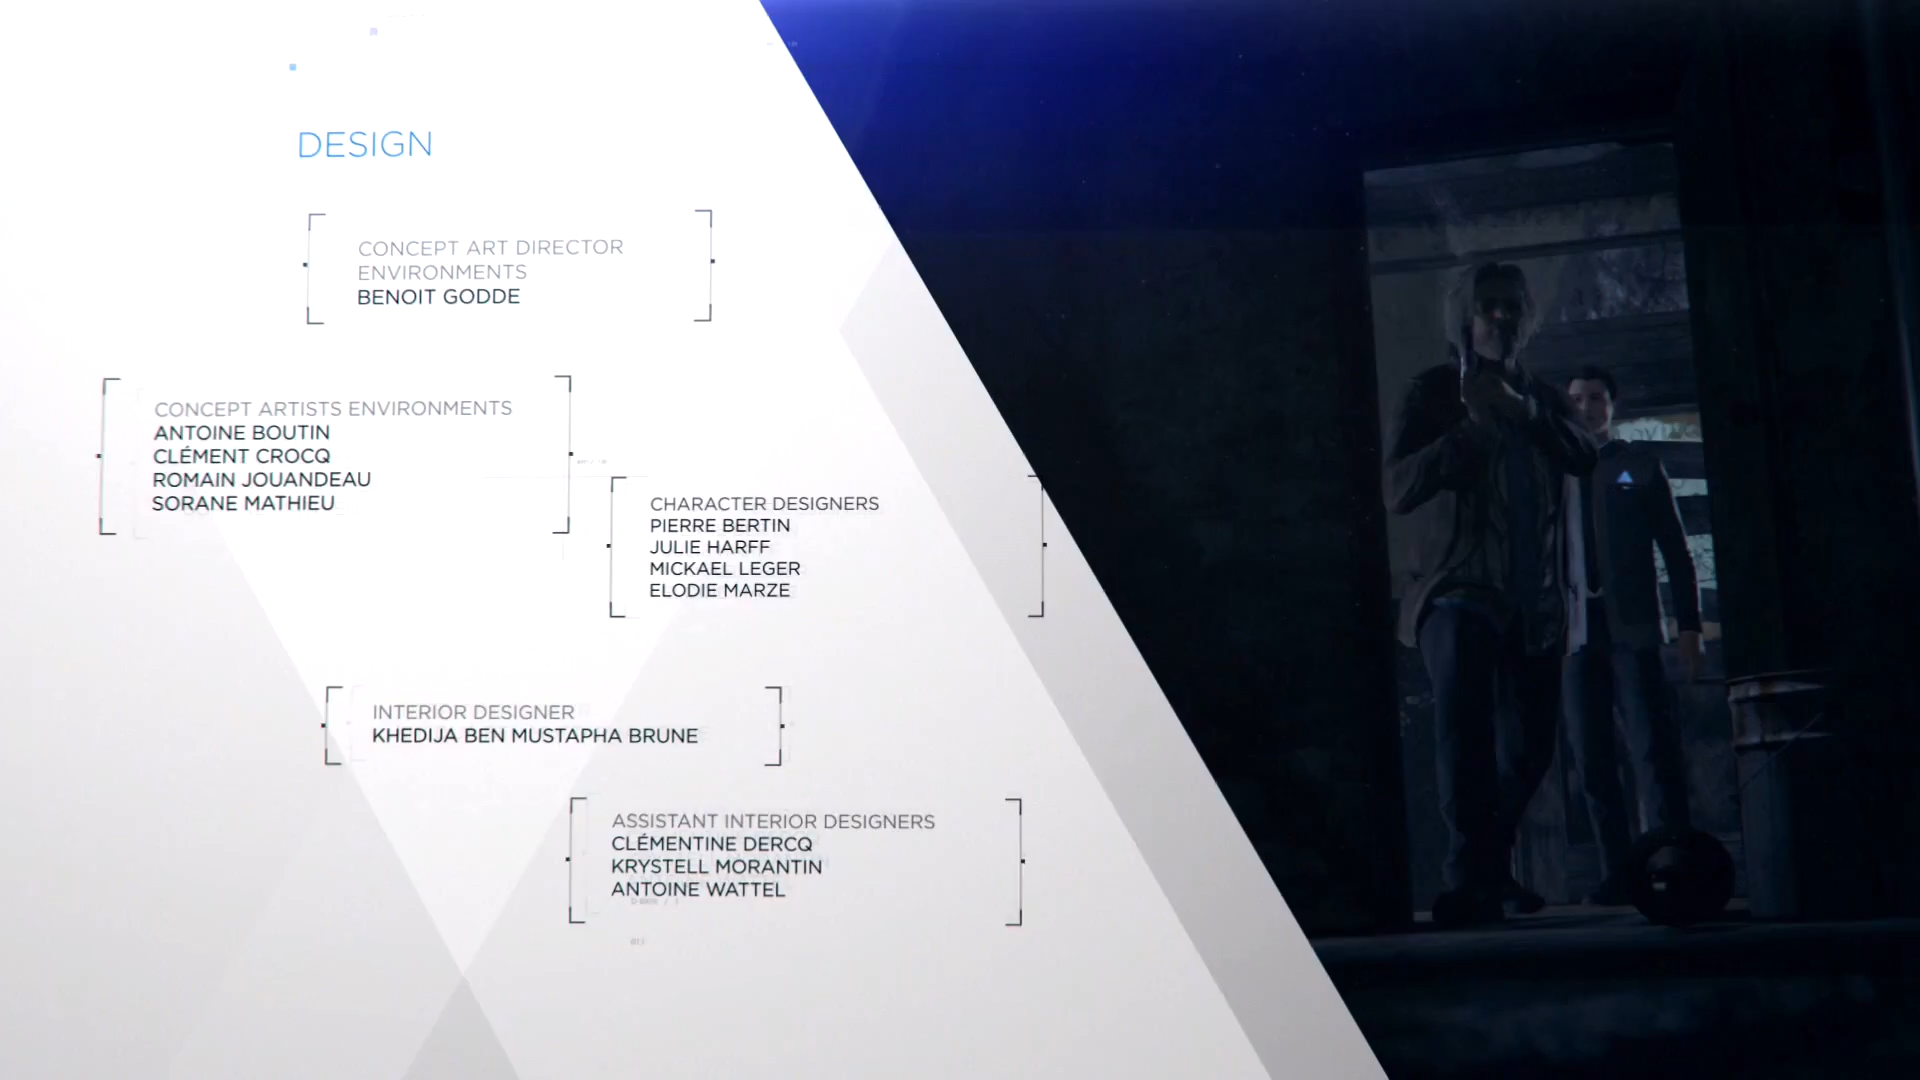 DESIGN
CONCEPT ART DIRECTOR
ENVIRONMENTS
BENOIT GODDE
CONCEPT ARTISTS ENVIRONMENTS
ANTOINE BOUTIN
CLÉMENT CROCQ
ROMAIN JOUANDEAU
SORANE MATHIEU
CHARACTER DESIGNERS
PIERRE BERTIN
JULIE HARFF
MICKAEL LEGER
ELODIE MARZE
INTERIOR DESIGNER
KHEDIJA BEN MUSTAPHA BRUNE
ASSISTANT INTERIOR DESIGNERS
CLÉMENTINE DERCQ
KRYSTELL MORANTIN
ANTOINE WATTEL